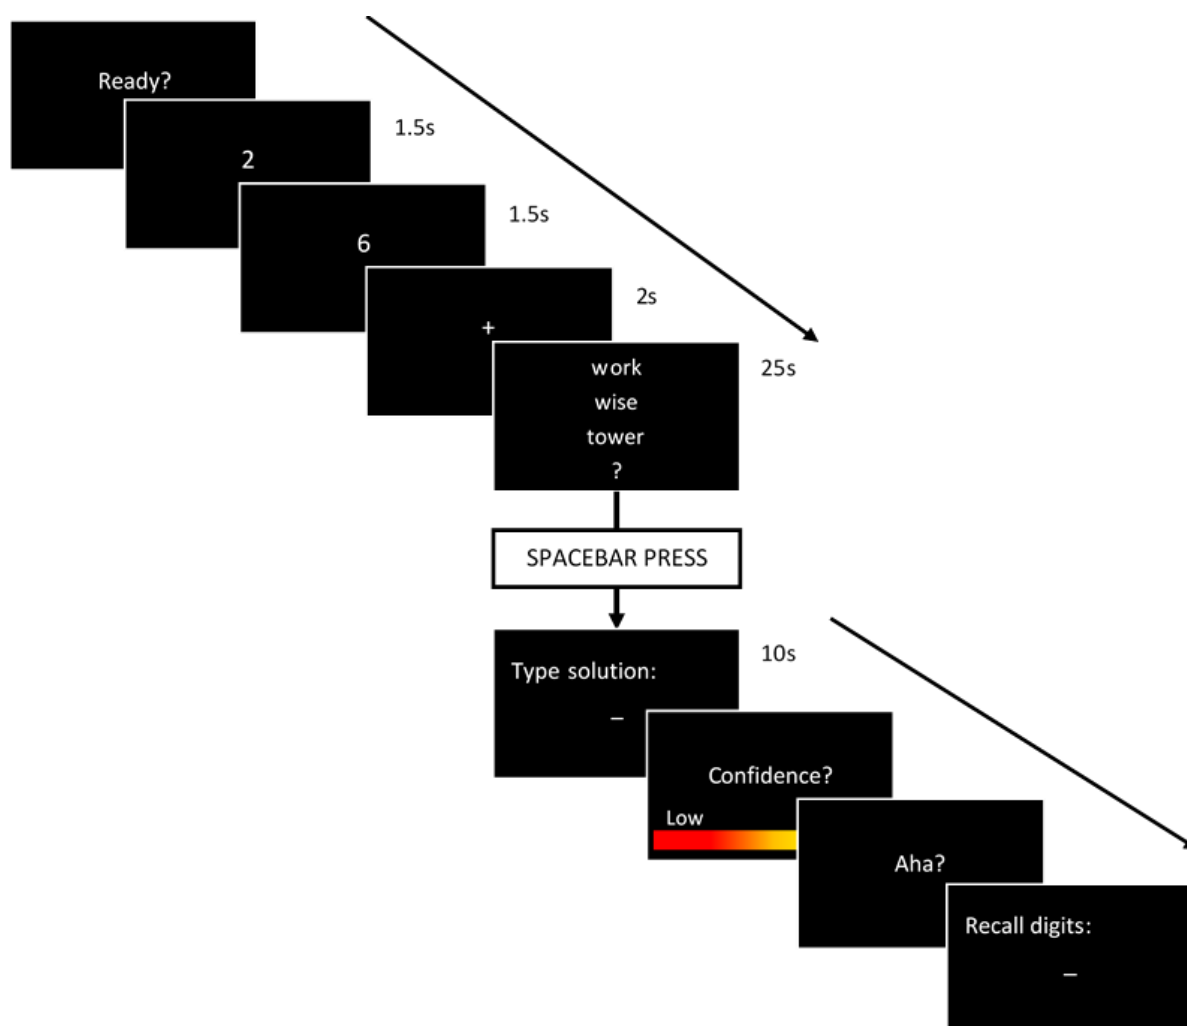 Ready?
1.5s
2
1.5s
6
2s
+
25s
work
wise
tower
?
SPACEBAR PRESS
10s
Type solution:
_
Confidence?
Low
Aha?
Recall digits:
_